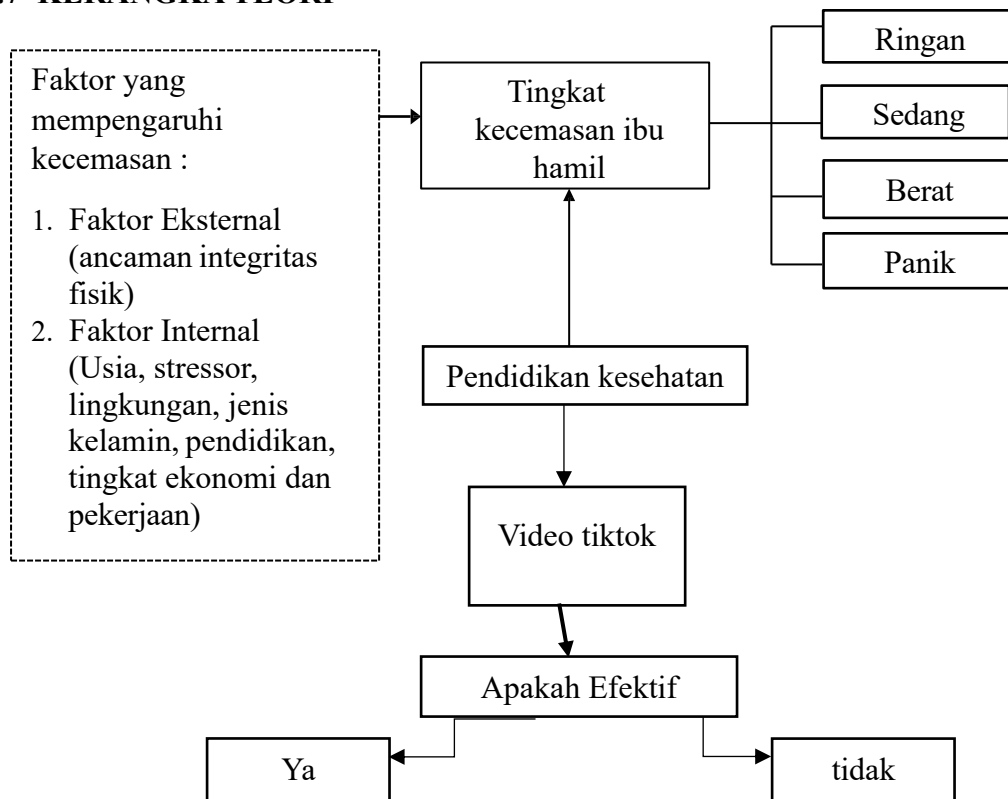 KERANGKA TEORI
Faktor yang
mempengaruhi
kecemasan :
1. Faktor Eksternal
(ancaman integritas
fisik)
2. Faktor Internal
(Usia, stressor,
lingkungan, jenis
kelamin, pendidikan,
tingkat ekonomi dan
pekerjaan)
Tingkat
kecemasan ibu
hamil
Ringan
Sedang
Berat
Panik
Pendidikan kesehatan
Video tiktok
Apakah Efektif
Ya
tidak